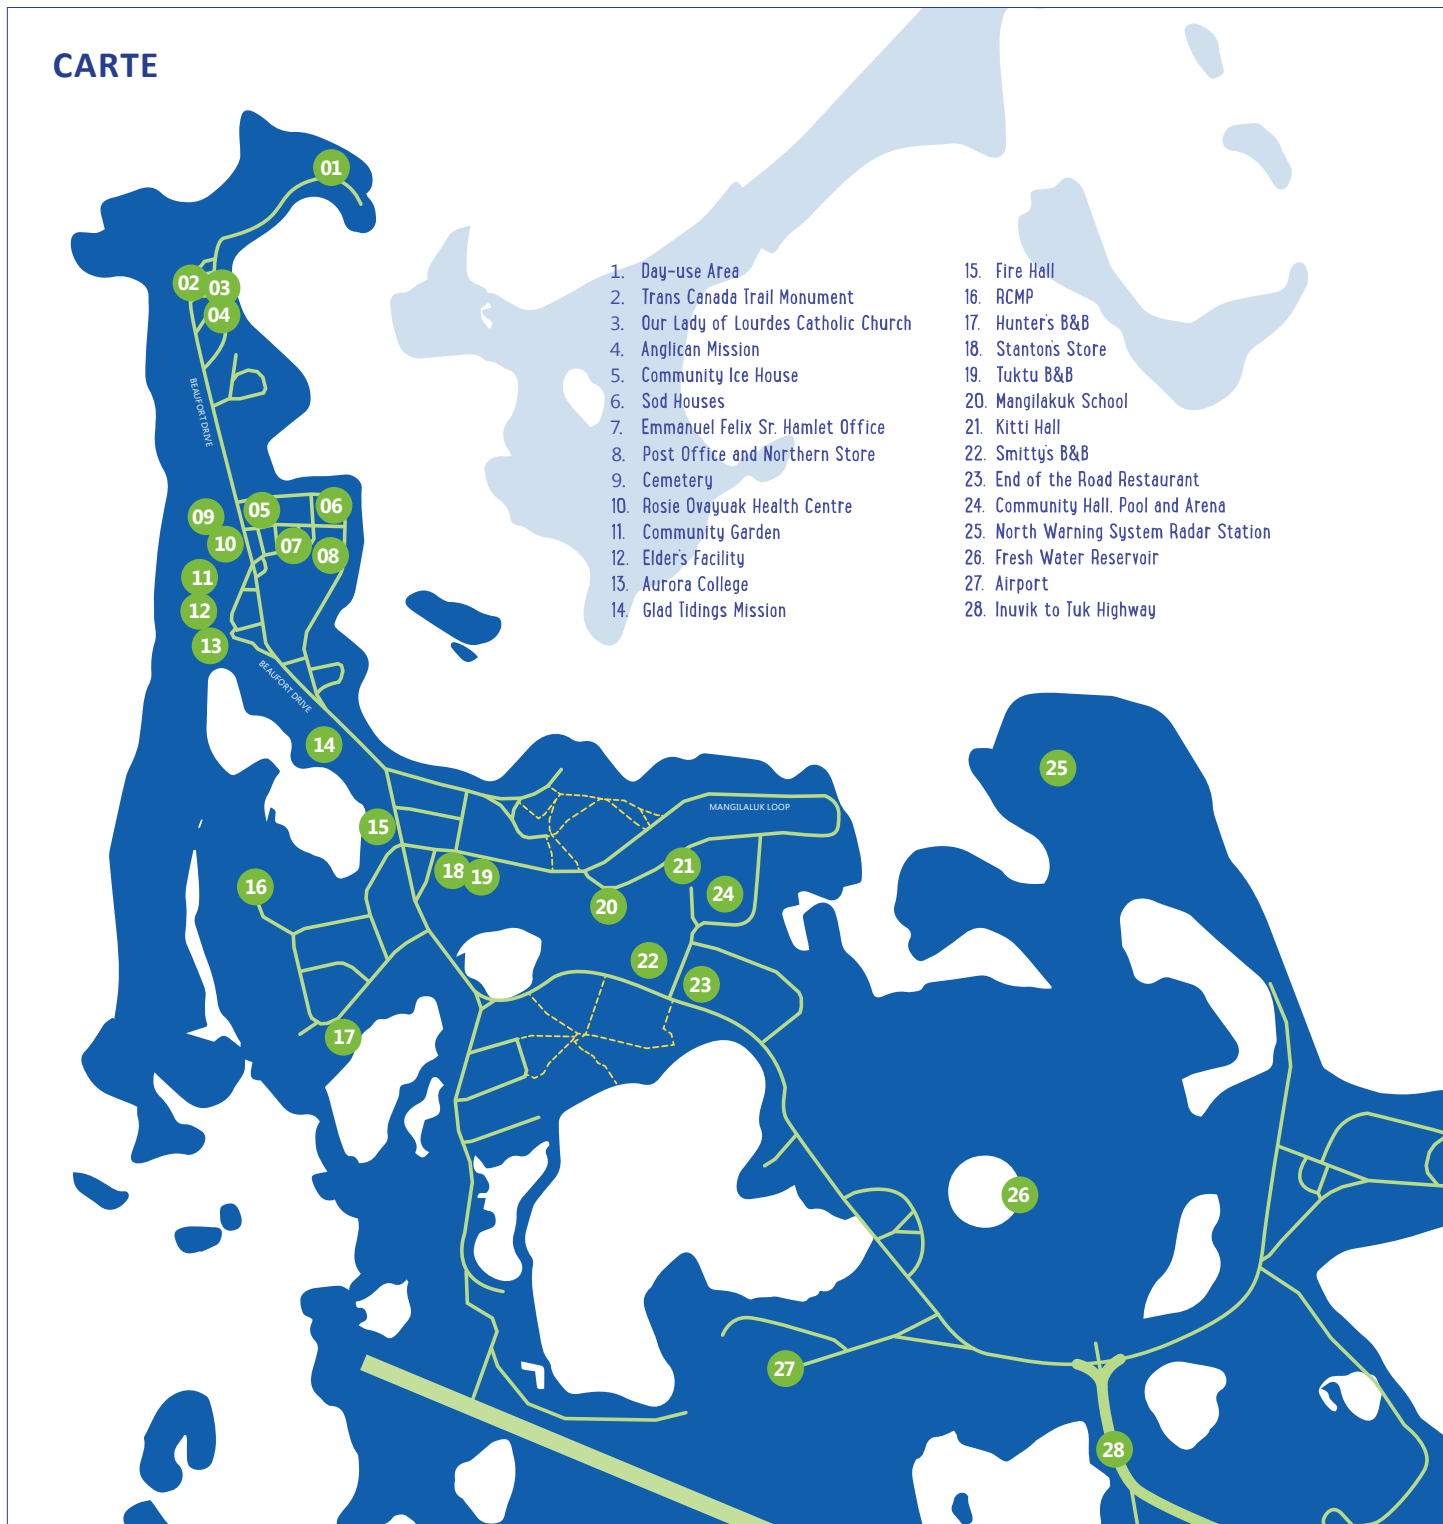 CARTE
1. Day-use Area
2. Trans Canada Trail Monument
3. Our Lady of Lourdes Catholic Church
4. Anglican Mission
5. Community Ice House
6. Sod Houses
7. Emmanuel Felix Sr. Hamlet Office
8. Post Office and Northern Store
9. Cemetery
10. Rosie Ovayuak Health Centre
11. Community Garden
12. Elder's Facility
13. Aurora College
14. Glad Tidings Mission
15. Fire Hall
16. RCMP
17. Hunter's B&B
18. Stanton's Store
19. Tuktu B&B
20. Mangilakuk School
21. Kitti Hall
22. Smitty's B&B
23. End of the Road Restaurant
24. Community Hall, Pool and Arena
25. North Warning System Radar Station
26. Fresh Water Reservoir
27. Airport
28. Inuvik to Tuk Highway
01
02
03
04
BEAUFORT DRIVE
05
06
09
10
07
08
11
12
13
BEAUFORT DRIVE
14
25
MANGILALUK LOOP
15
18
19
21
16
24
20
22
23
17
26
27
28